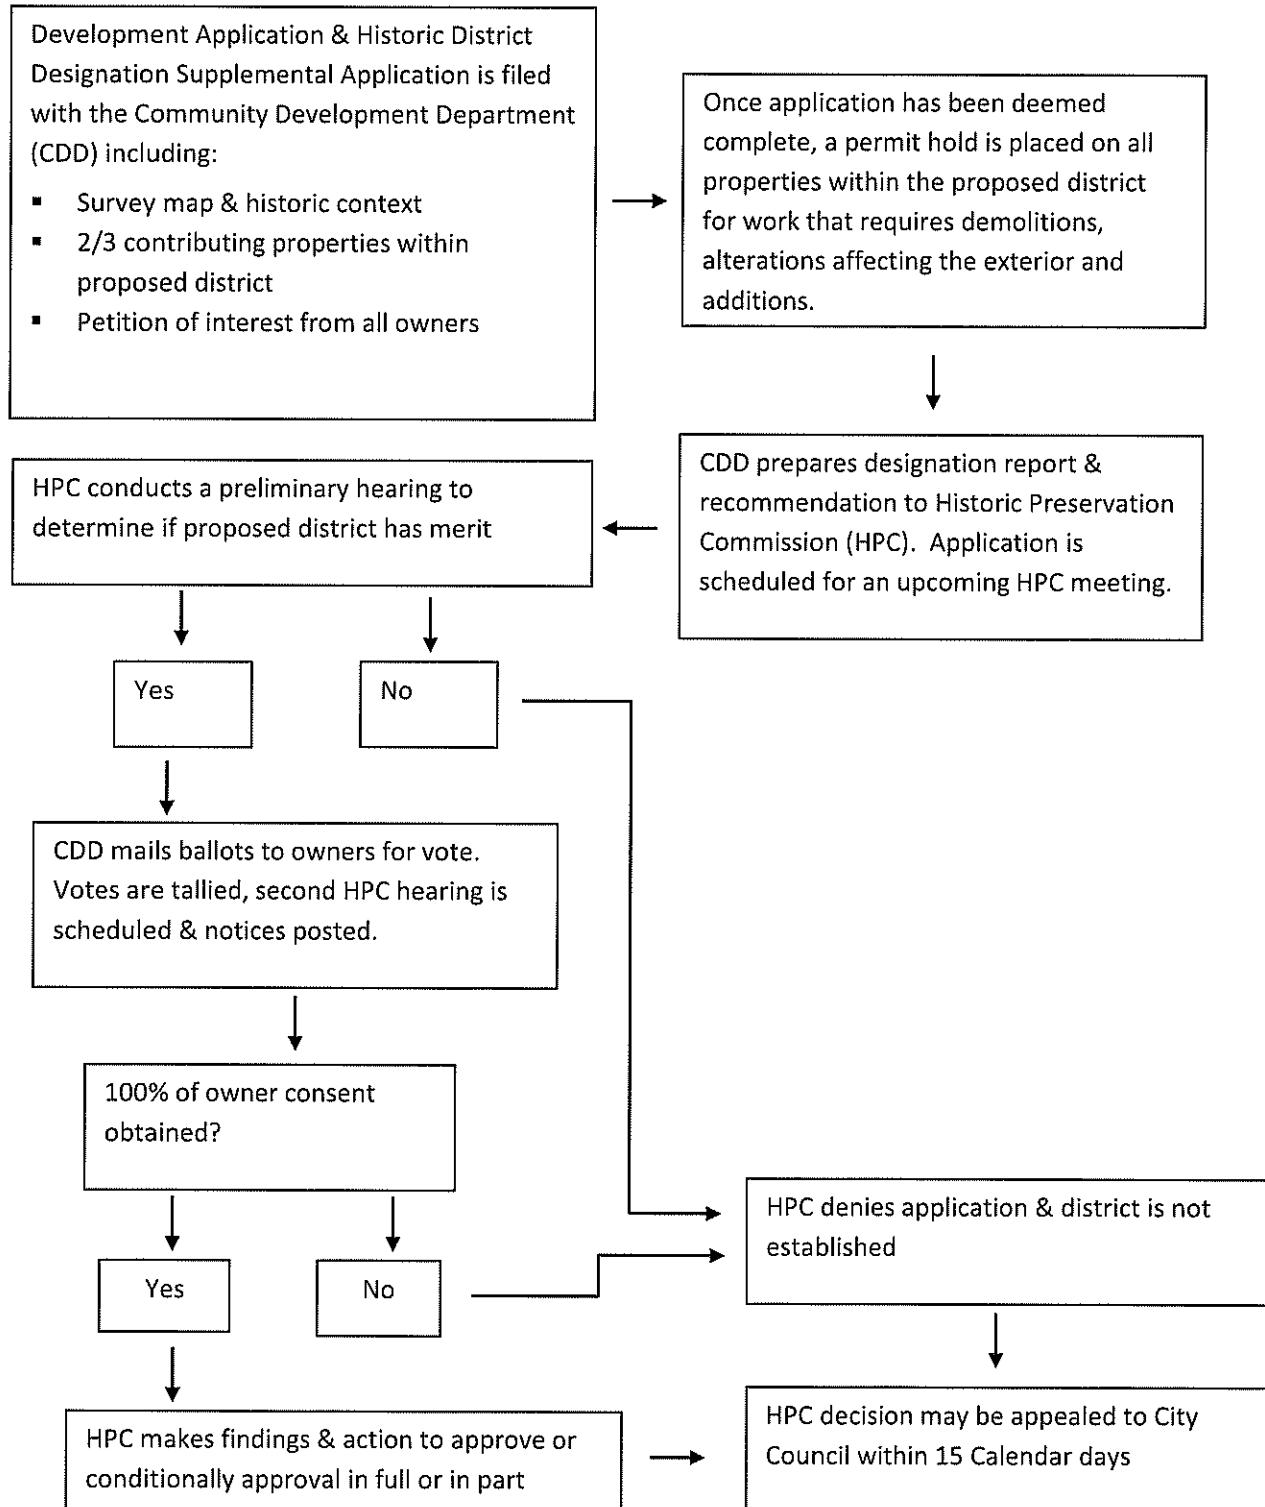 Development Application & Historic District
Designation Supplemental Application is filed
with the Community Development Department
(CDD) including:
▪ Survey map & historic context
▪ 2/3 contributing properties within
proposed district
▪ Petition of interest from all owners
Once application has been deemed
complete, a permit hold is placed on all
properties within the proposed district
for work that requires demolitions,
alterations affecting the exterior and
additions.
CDD prepares designation report &
recommendation to Historic Preservation
Commission (HPC). Application is
scheduled for an upcoming HPC meeting.
HPC conducts a preliminary hearing to
determine if proposed district has merit
Yes
No
CDD mails ballots to owners for vote.
Votes are tallied, second HPC hearing is
scheduled & notices posted.
100% of owner consent
obtained?
Yes
No
HPC denies application & district is not
established
HPC makes findings & action to approve or
conditionally approval in full or in part
HPC decision may be appealed to City
Council within 15 Calendar days